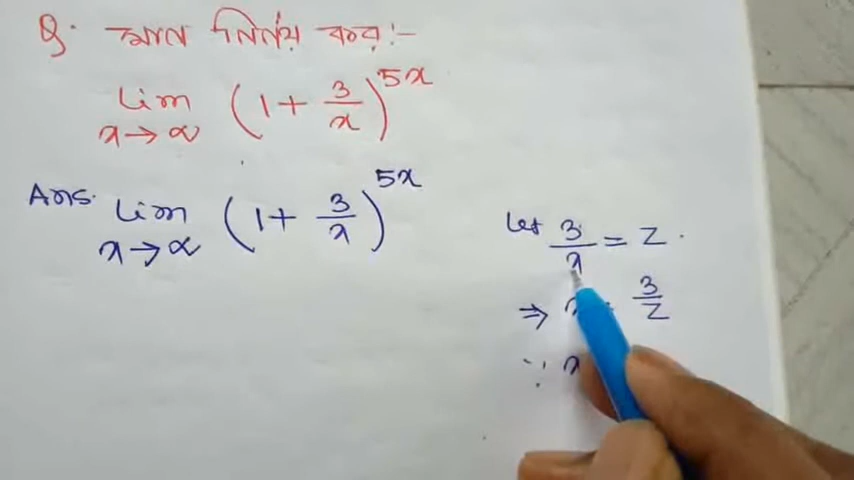 Q. মান নির্ণয় কর :-
lim x→∞ (1 + 3/x)^5x
Ans. lim x→∞ (1 + 3/x)^5x
Let 3/x = z.
⇒ x = 3/z
∵ x